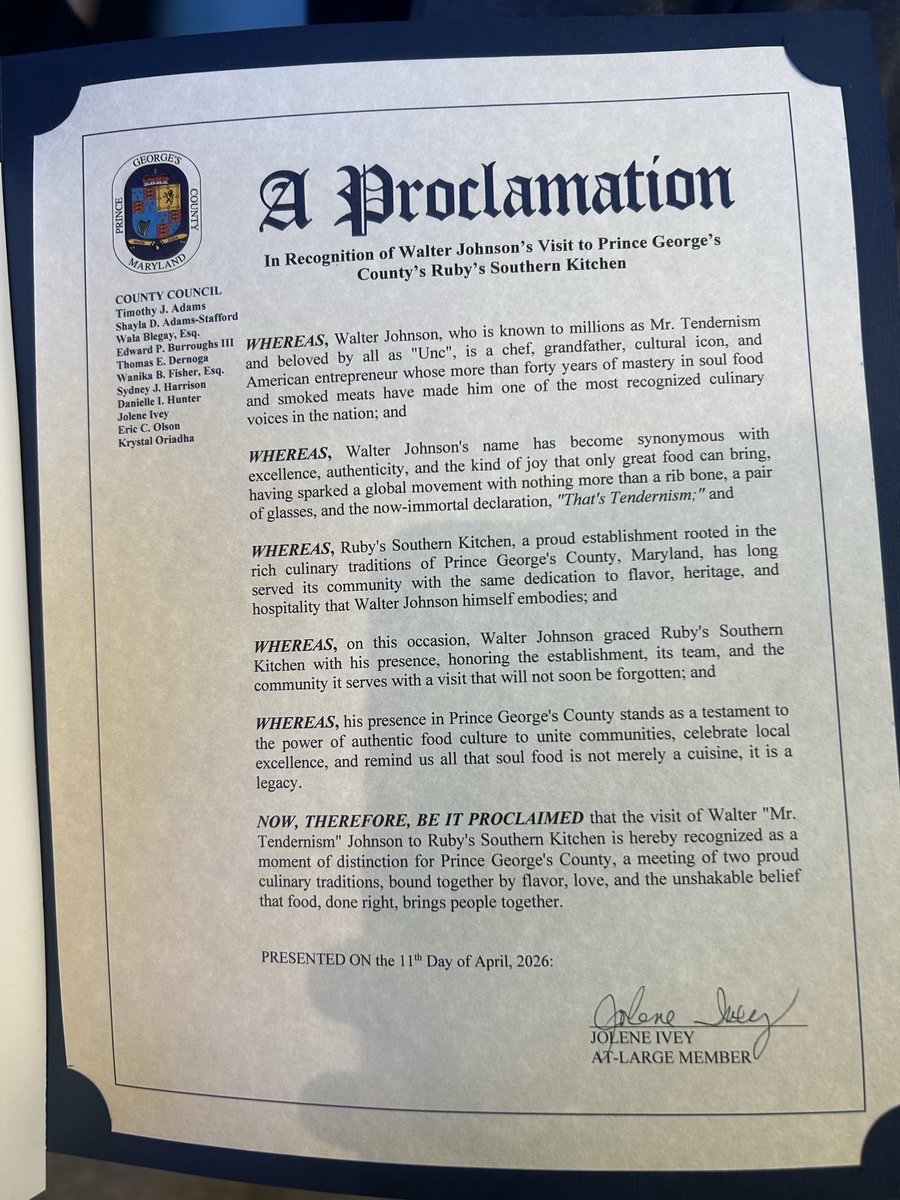 PRINCE GEORGE'S COUNTY
MARYLAND
A Proclamation
In Recognition of Walter Johnson's Visit to Prince George's
County's Ruby's Southern Kitchen
COUNTY COUNCIL
Timothy J. Adams
Shayla D. Adams-Stafford
Wala Blegay, Esq.
Edward P. Burroughs III
Thomas E. Dernoga
Wanika B. Fisher, Esq.
Sydney J. Harrison
Danielle I. Hunter
Jolene Ivey
Eric C. Olson
Krystal Oriadha
WHEREAS, Walter Johnson, who is known to millions as Mr. Tendernism
and beloved by all as "Unc", is a chef, grandfather, cultural icon, and
American entrepreneur whose more than forty years of mastery in soul food
and smoked meats have made him one of the most recognized culinary
voices in the nation; and
WHEREAS, Walter Johnson's name has become synonymous with
excellence, authenticity, and the kind of joy that only great food can bring,
having sparked a global movement with nothing more than a rib bone, a pair
of glasses, and the now-immortal declaration, "That's Tendernism;" and
WHEREAS, Ruby's Southern Kitchen, a proud establishment rooted in the
rich culinary traditions of Prince George's County, Maryland, has long
served its community with the same dedication to flavor, heritage, and
hospitality that Walter Johnson himself embodies; and
WHEREAS, on this occasion, Walter Johnson graced Ruby's Southern
Kitchen with his presence, honoring the establishment, its team, and the
community it serves with a visit that will not soon be forgotten; and
WHEREAS, his presence in Prince George's County stands as a testament to
the power of authentic food culture to unite communities, celebrate local
excellence, and remind us all that soul food is not merely a cuisine, it is a
legacy.
NOW, THEREFORE, BE IT PROCLAIMED that the visit of Walter "Mr.
Tendernism" Johnson to Ruby's Southern Kitchen is hereby recognized as a
moment of distinction for Prince George's County, a meeting of two proud
culinary traditions, bound together by flavor, love, and the unshakable belief
that food, done right, brings people together.
PRESENTED ON the 11th Day of April, 2026:
Jolene Ivey
JOLENE IVEY
AT-LARGE MEMBER